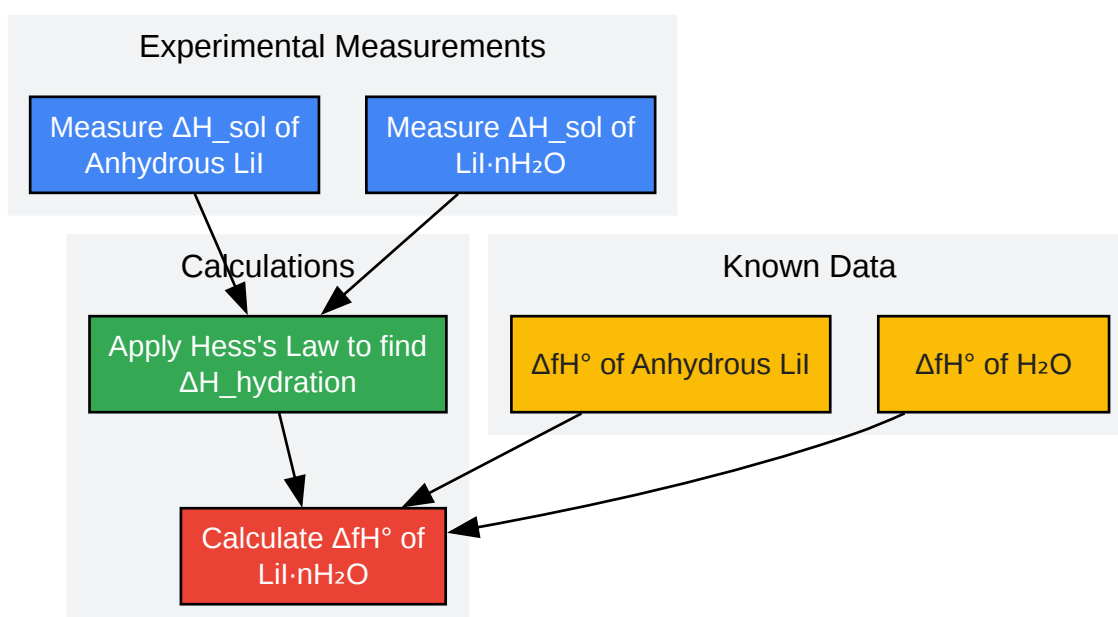 Experimental Measurements
Measure ΔH_sol of
Anhydrous LiI
Measure ΔH_sol of
LiI·nH₂O
Calculations
Known Data
Apply Hess's Law to find
ΔH_hydration
ΔfH° of Anhydrous LiI
ΔfH° of H₂O
Calculate ΔfH° of
LiI·nH₂O